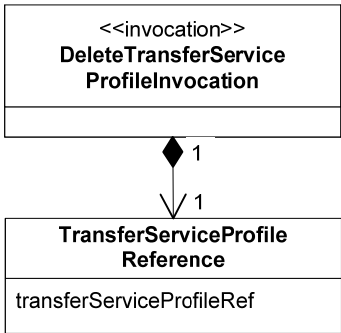 <<invocation>>
DeleteTransferService
ProfileInvocation
1
1
TransferServiceProfile
Reference
transferServiceProfileRef